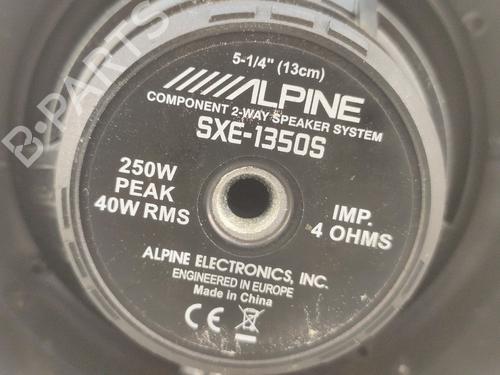 5-1/4" (13cm)
ALPINE
COMPONENT 2-WAY SPEAKER SYSTEM
SXE-1350S
250W
PEAK
40W RMS
IMP.
4 OHMS
ALPINE ELECTRONICS, INC.
ENGINEERED IN EUROPE
Made in China
CE
B-PARTS